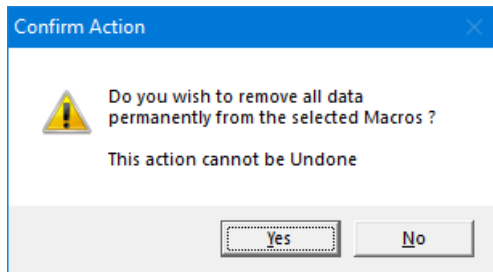 Confirm Action
Do you wish to remove all data
permanently from the selected Macros ?
This action cannot be Undone
Yes
No